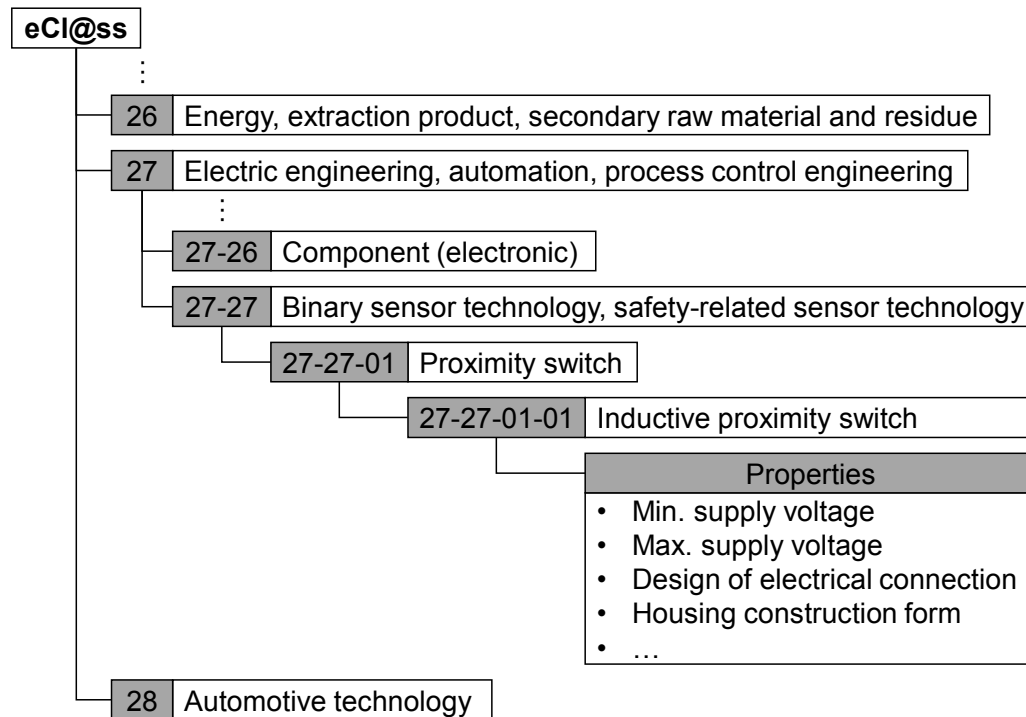 eCl@ss
⋮
26 Energy, extraction product, secondary raw material and residue
27 Electric engineering, automation, process control engineering
⋮
27-26 Component (electronic)
27-27 Binary sensor technology, safety-related sensor technology
27-27-01 Proximity switch
27-27-01-01 Inductive proximity switch
Properties
• Min. supply voltage
• Max. supply voltage
• Design of electrical connection
• Housing construction form
• …
28 Automotive technology